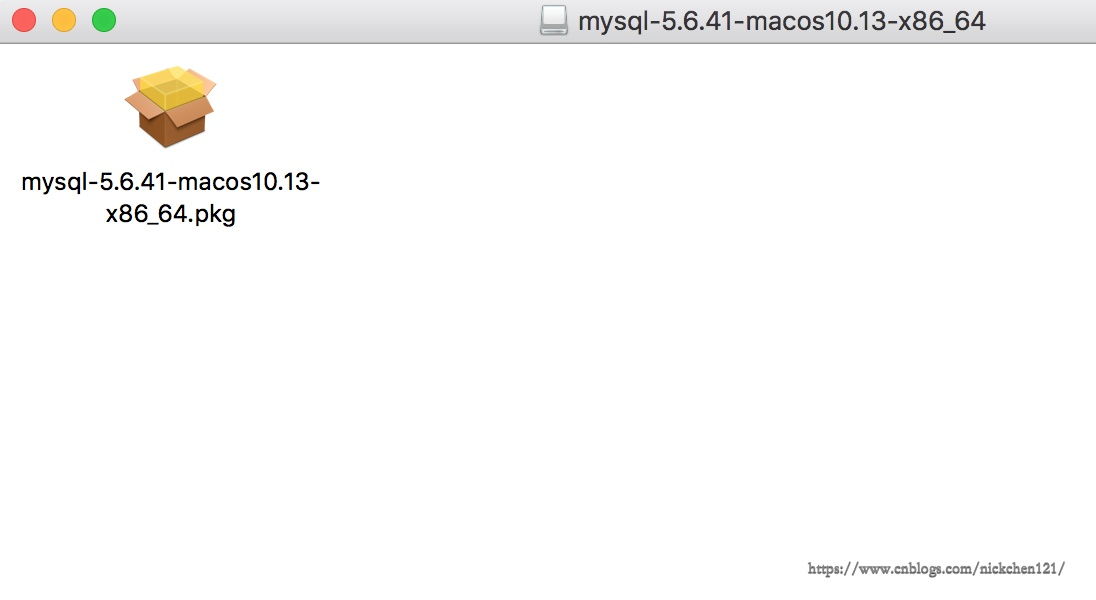 mysql-5.6.41-macos10.13-x86_64
mysql-5.6.41-macos10.13-
x86_64.pkg
https://www.cnblogs.com/nickchen121/